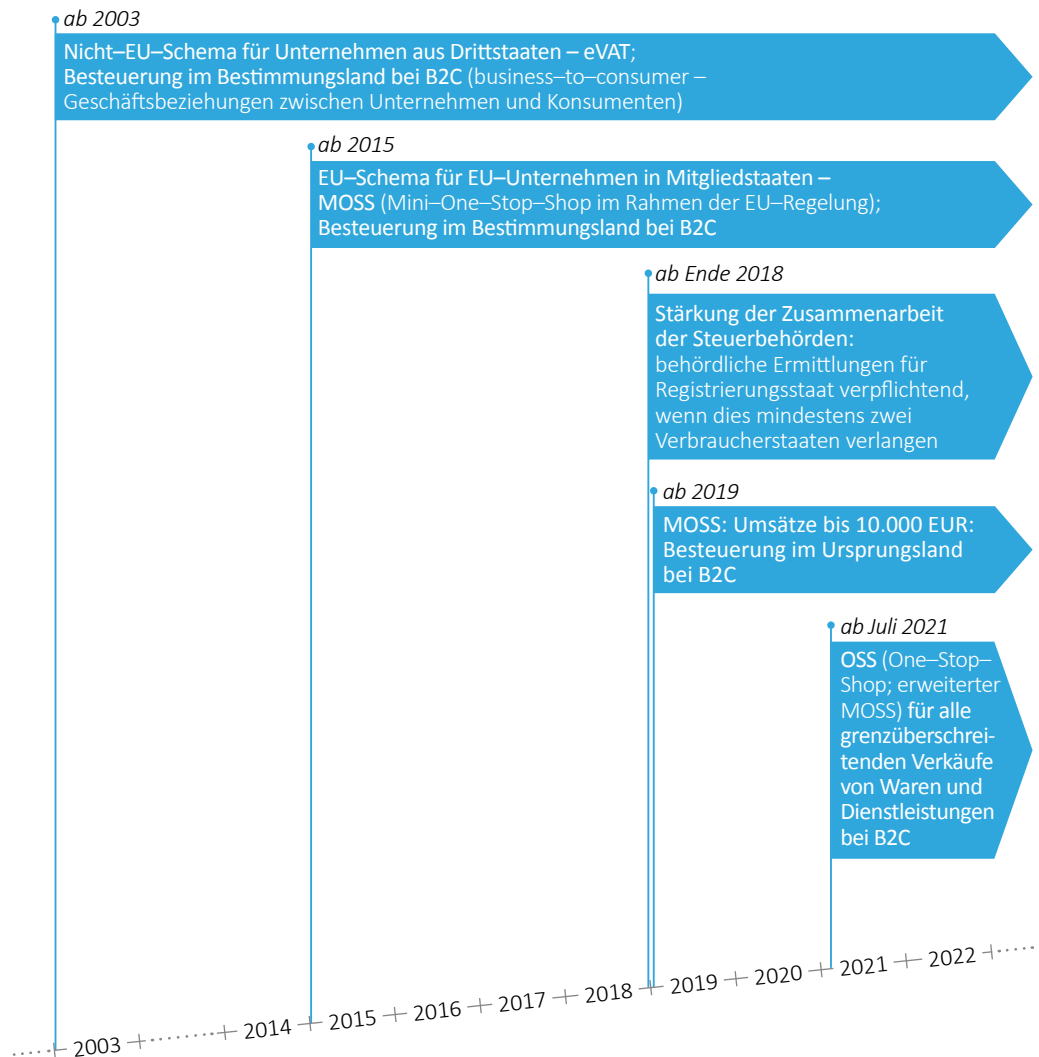 ab 2003
Nicht–EU–Schema für Unternehmen aus Drittstaaten – eVAT;
Besteuerung im Bestimmungsland bei B2C (business–to–consumer –
Geschäftsbeziehungen zwischen Unternehmen und Konsumenten)
ab 2015
EU–Schema für EU–Unternehmen in Mitgliedstaaten –
MOSS (Mini–One–Stop–Shop im Rahmen der EU–Regelung);
Besteuerung im Bestimmungsland bei B2C
ab Ende 2018
Stärkung der Zusammenarbeit
der Steuerbehörden:
behördliche Ermittlungen für
Registrierungsstaat verpflichtend,
wenn dies mindestens zwei
Verbraucherstaaten verlangen
ab 2019
MOSS: Umsätze bis 10.000 EUR:
Besteuerung im Ursprungsland
bei B2C
ab Juli 2021
OSS (One–Stop–
Shop; erweiterter
MOSS) für alle
grenzüberschrei-
tenden Verkäufe
von Waren und
Dienstleistungen
bei B2C
2003 2014 2015 2016 2017 2018 2019 2020 2021 2022